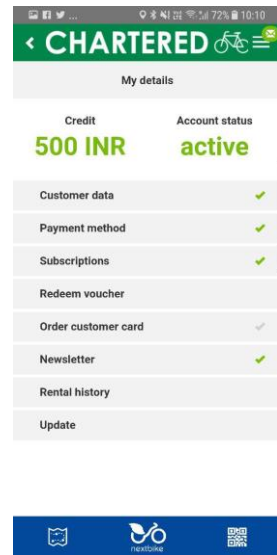 ... 72% 10:10
CHARTERED
My details
Credit Account status
500 INR active
Customer data
Payment method
Subscriptions
Redeem voucher
Order customer card
Newsletter
Rental history
Update
nextbike